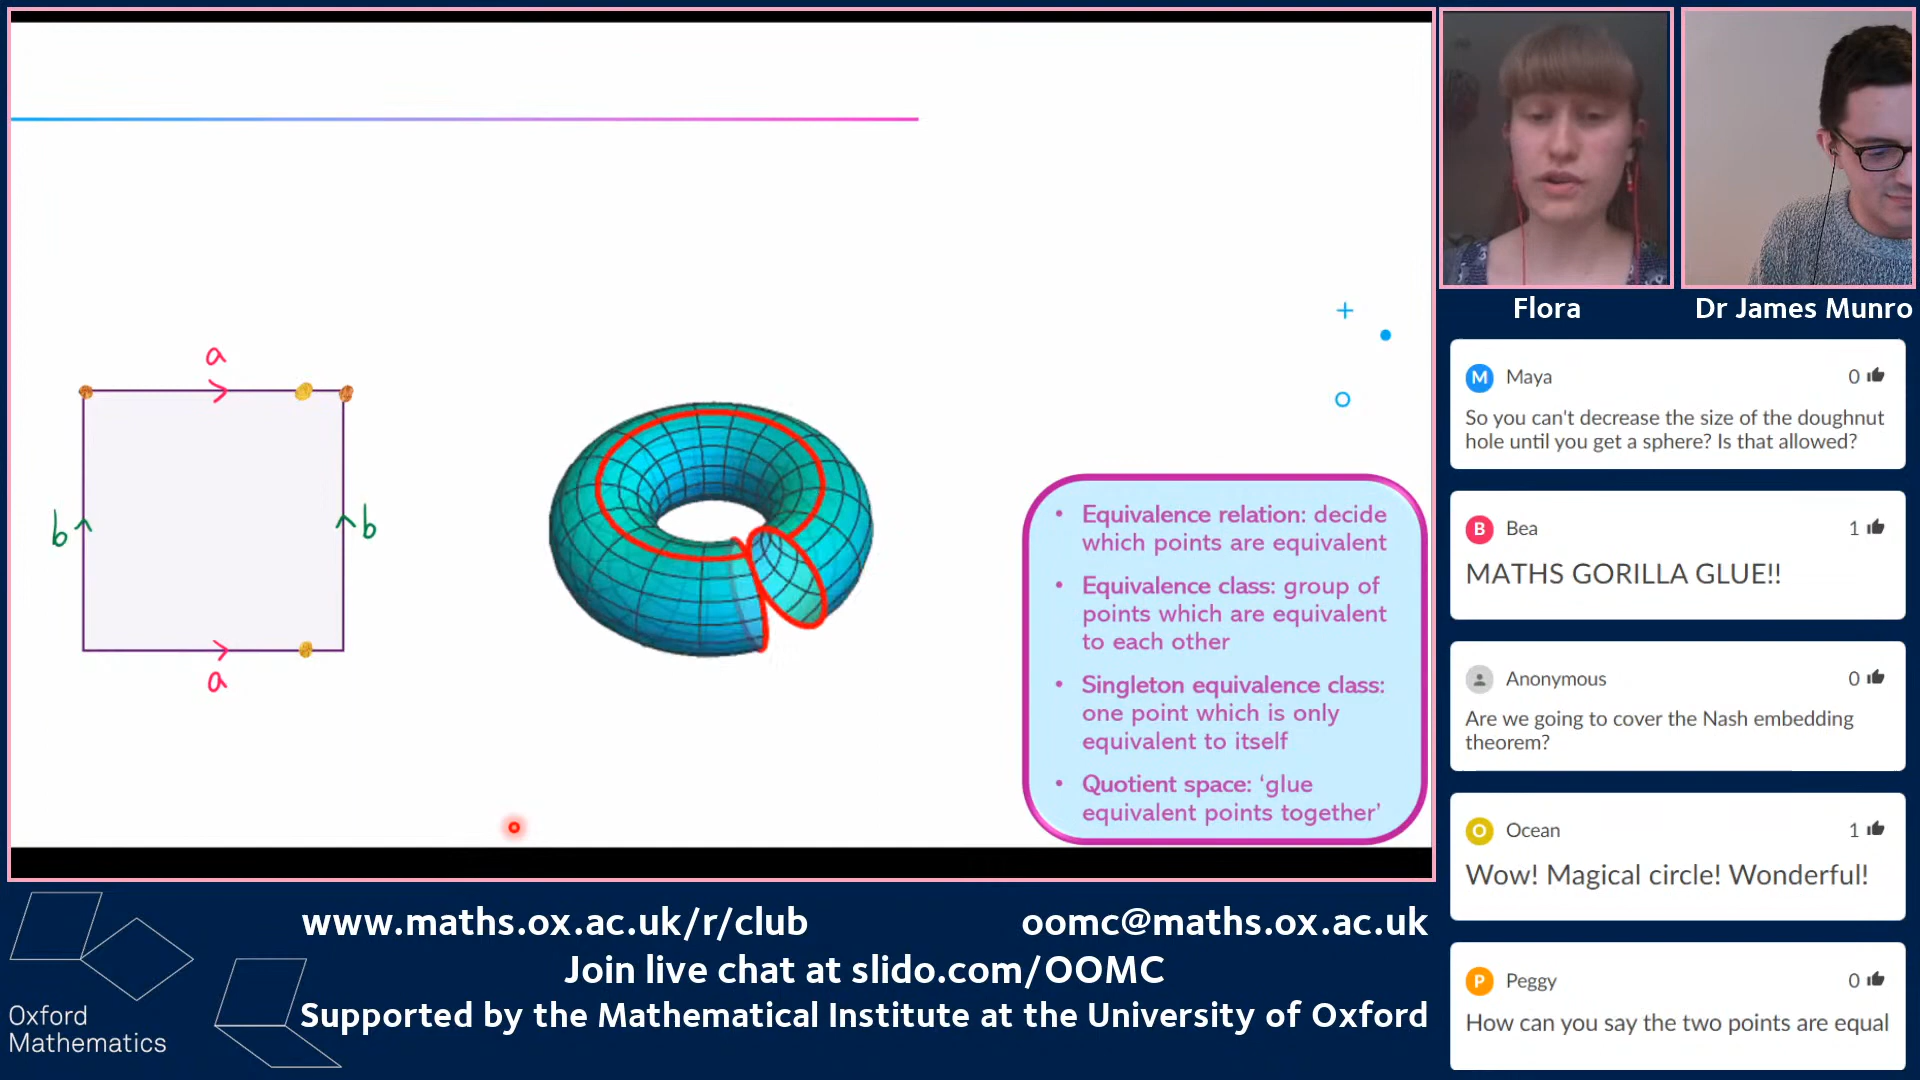 a
b
b
a
• Equivalence relation: decide
which points are equivalent
• Equivalence class: group of
points which are equivalent
to each other
• Singleton equivalence class:
one point which is only
equivalent to itself
• Quotient space: ‘glue
equivalent points together’
Flora
Dr James Munro
M Maya 0
So you can't decrease the size of the doughnut
hole until you get a sphere? Is that allowed?
B Bea 1
MATHS GORILLA GLUE!!
Anonymous 0
Are we going to cover the Nash embedding
theorem?
O Ocean 1
Wow! Magical circle! Wonderful!
P Peggy 0
How can you say the two points are equal
www.maths.ox.ac.uk/r/club oomc@maths.ox.ac.uk
Join live chat at slido.com/OOMC
Supported by the Mathematical Institute at the University of Oxford
Oxford
Mathematics